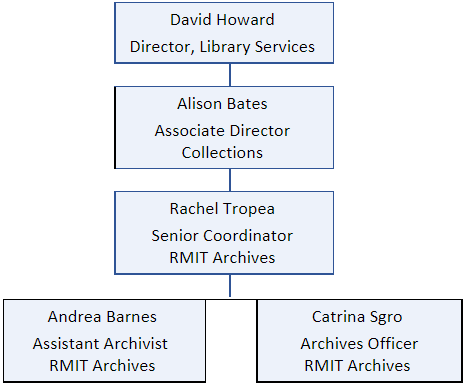 David Howard
Director, Library Services
Alison Bates
Associate Director
Collections
Rachel Tropea
Senior Coordinator
RMIT Archives
Andrea Barnes
Assistant Archivist
RMIT Archives
Catrina Sgro
Archives Officer
RMIT Archives